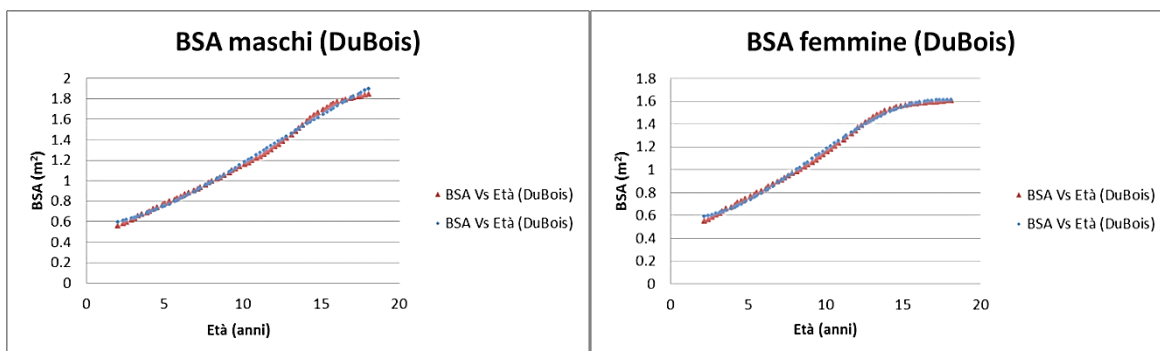 BSA maschi (DuBois)
2
1.8
1.6
1.4
1.2
1
0.8
0.6
0.4
0.2
0
BSA (m²)
0 5 10 15 20
Età (anni)
BSA Vs Età (DuBois)
BSA Vs Età (DuBois)
BSA femmine (DuBois)
1.8
1.6
1.4
1.2
1
0.8
0.6
0.4
0.2
0
BSA (m²)
0 5 10 15 20
Età (anni)
BSA Vs Età (DuBois)
BSA Vs Età (DuBois)